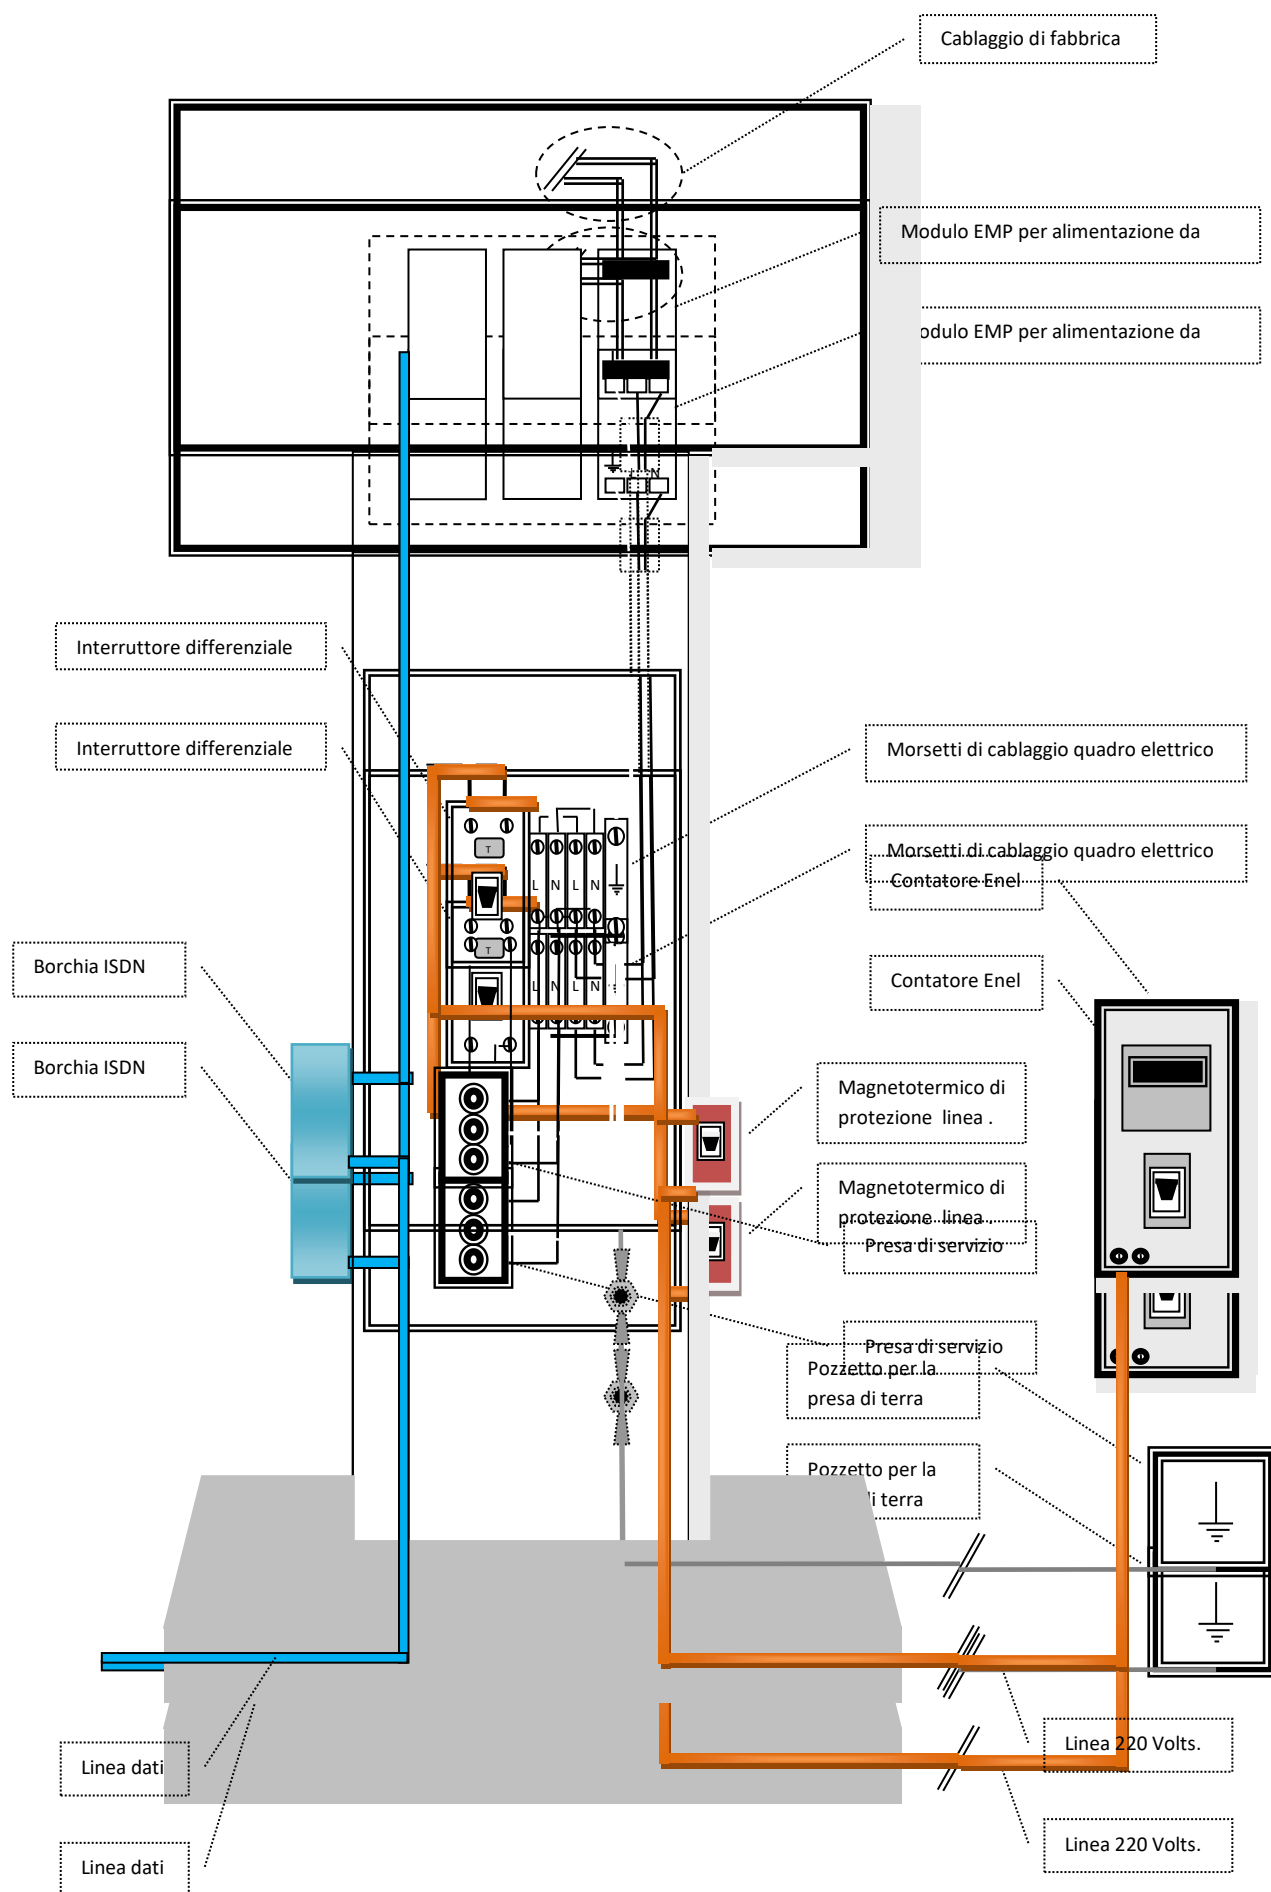 Cablaggio di fabbrica
Modulo EMP per alimentazione da
odulo EMP per alimentazione da
N
Interruttore differenziale
Interruttore differenziale
Morsetti di cablaggio quadro elettrico
Morsetti di cablaggio quadro elettrico
Contatore Enel
T
L N L N
Borchia ISDN
T
Contatore Enel
L N L N
Borchia ISDN
Magnetotermico di
protezione linea .
Magnetotermico di
protezione linea .
Presa di servizio
Presa di servizio
Pozzetto per la
presa di terra
Pozzetto per la
di terra
Linea 220 Volts.
Linea dati
Linea 220 Volts.
Linea dati